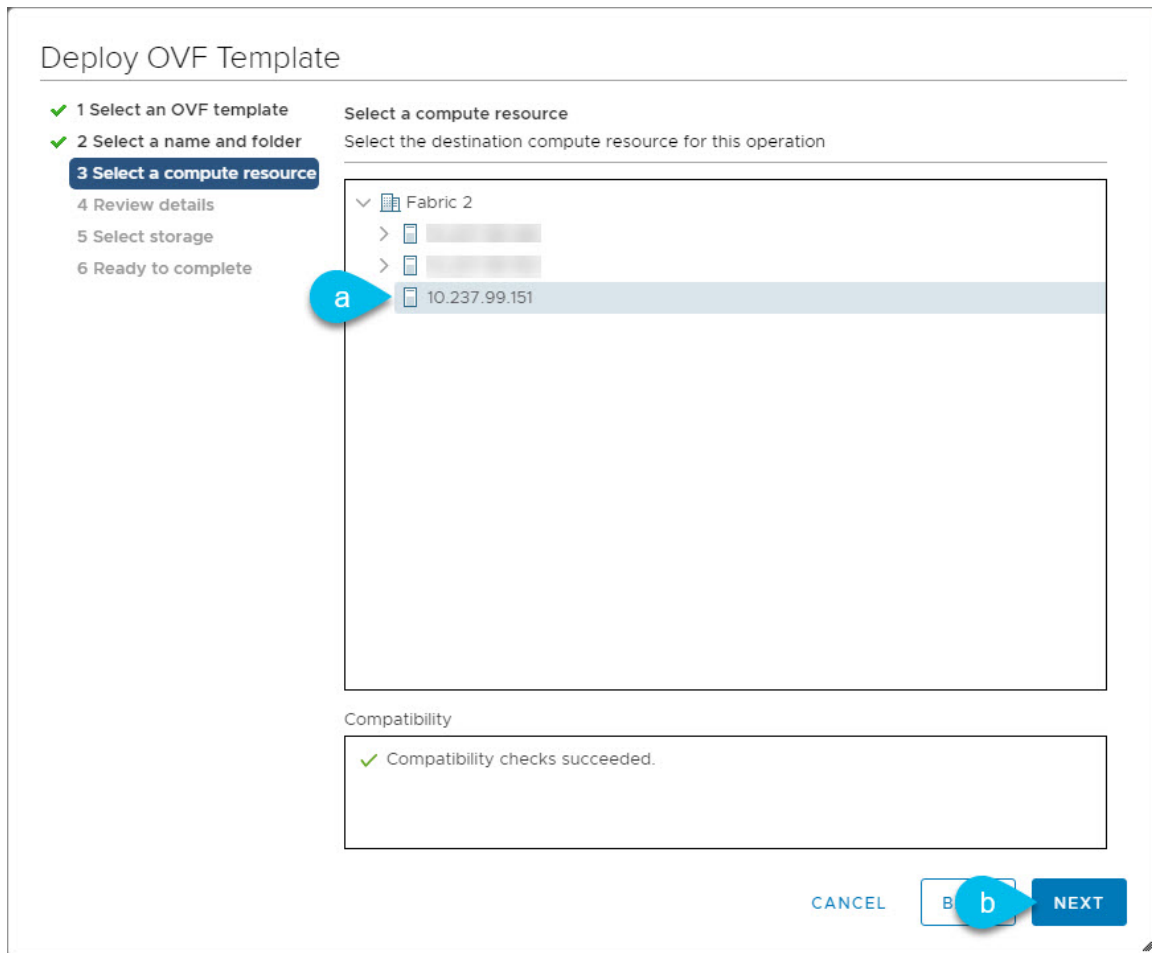 Deploy OVF Template
1 Select an OVF template
2 Select a name and folder
3 Select a compute resource
4 Review details
5 Select storage
6 Ready to complete
Select a compute resource
Select the destination compute resource for this operation
Fabric 2
a
10.237.99.151
Compatibility
Compatibility checks succeeded.
CANCEL
b
NEXT